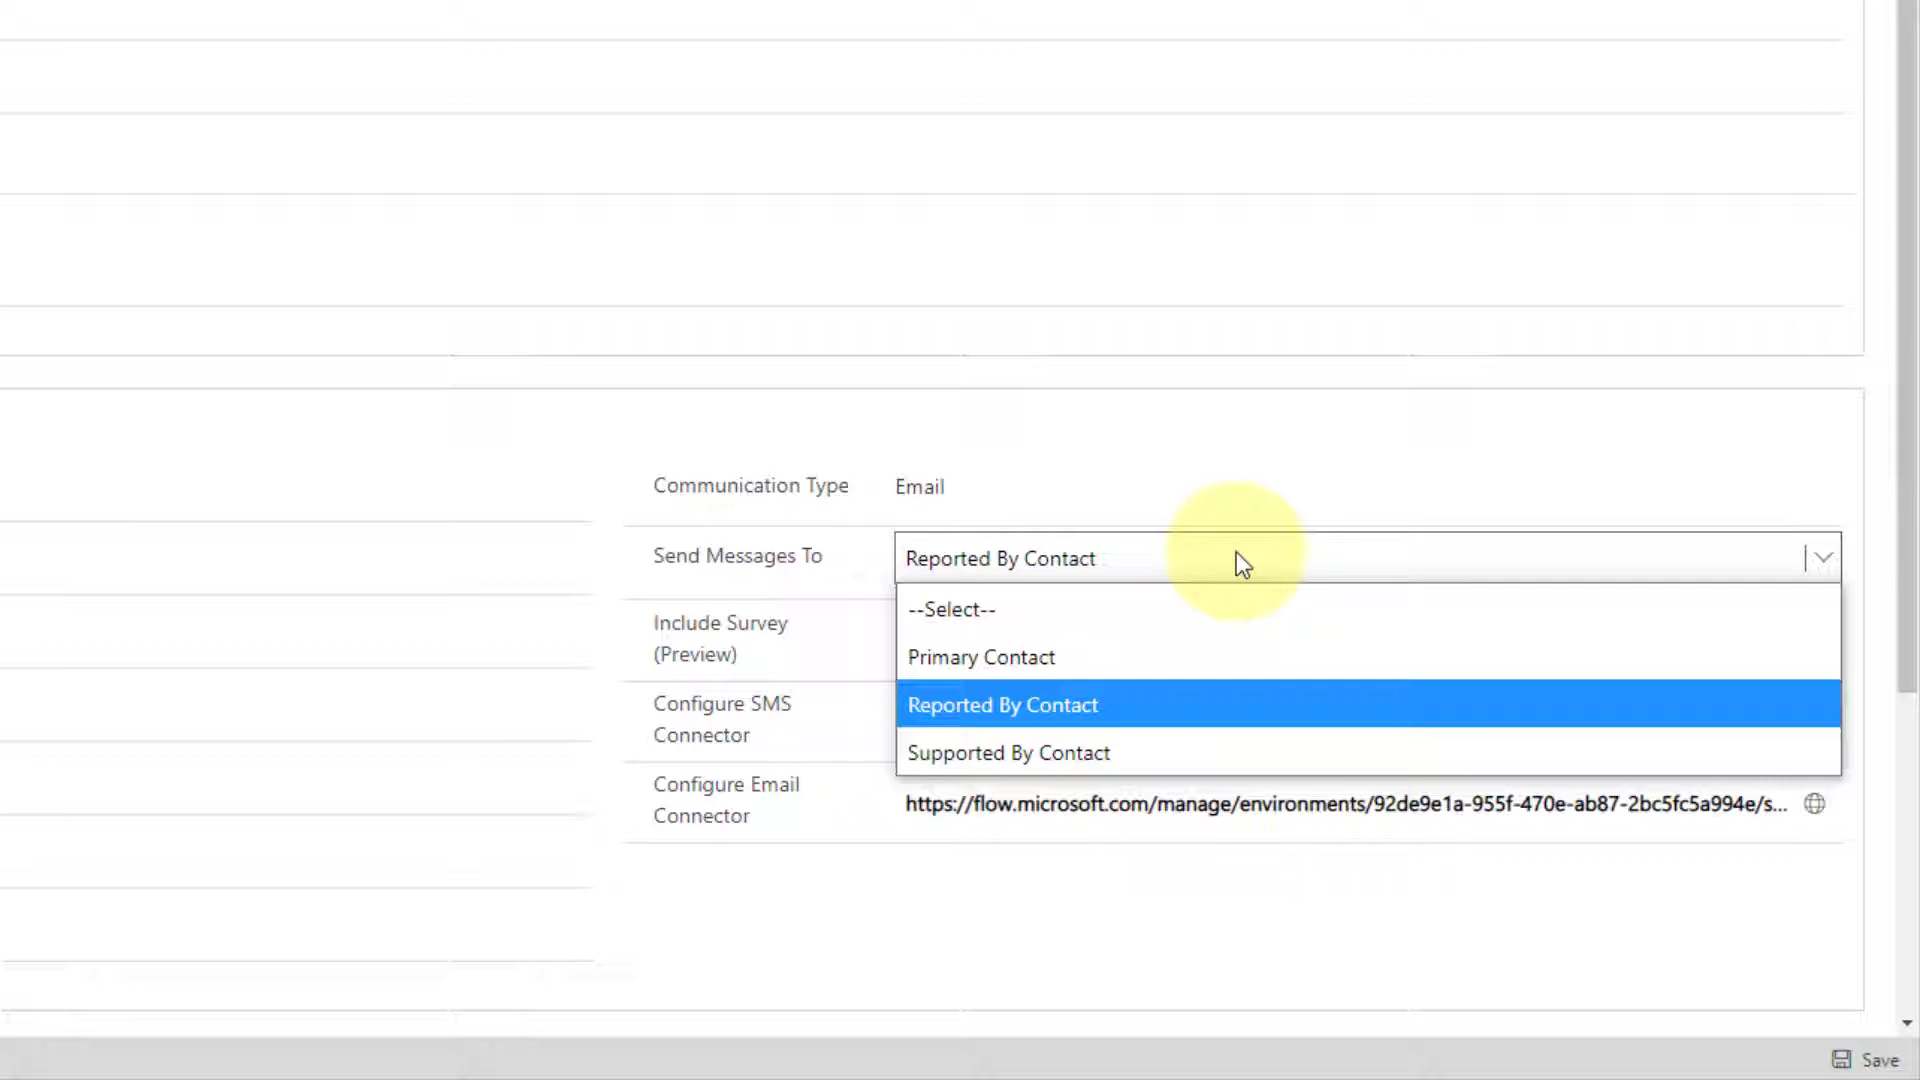 Communication Type
Email
Send Messages To
Reported By Contact
--Select--
Primary Contact
Reported By Contact
Supported By Contact
Include Survey
(Preview)
Configure SMS
Connector
Configure Email
Connector
https://flow.microsoft.com/manage/environments/92de9e1a-955f-470e-ab87-2bc5fc5a994e/s...
Save